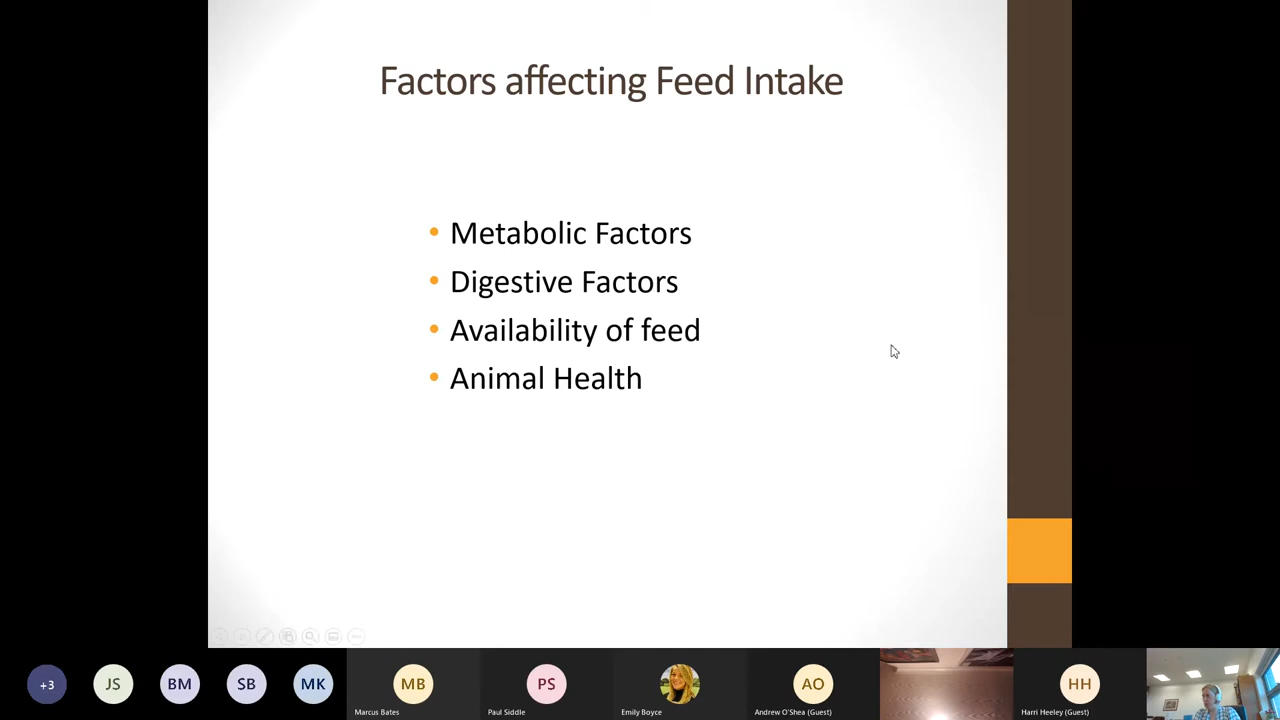 Factors affecting Feed Intake
• Metabolic Factors
• Digestive Factors
• Availability of feed
• Animal Health
+3
JS
BM
SB
MK
MB
Marcus Bates
PS
Paul Siddle
Emily Boyce
AO
Andrew O'Shea (Guest)
HH
Harri Heeley (Guest)